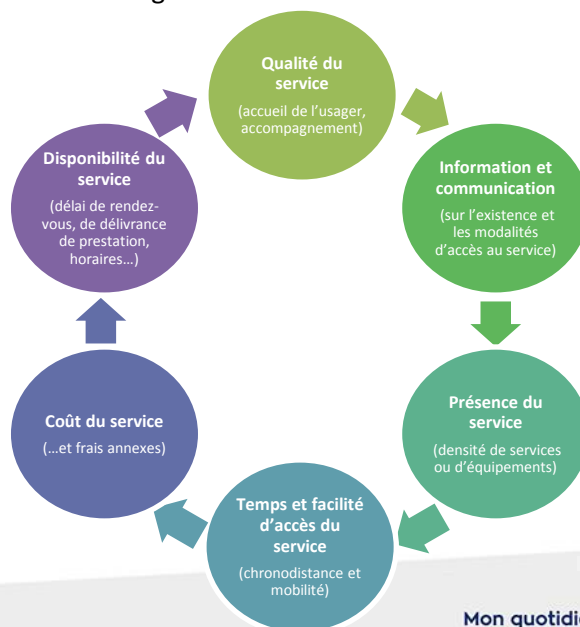 Qualité du
service
(accueil de l’usager,
accompagnement)
Information et
communication
(sur l’existence et
les modalités
d’accès au service)
Présence du
service
(densité de services
ou d’équipements)
Temps et facilité
d’accès du
service
(chronodistance et
mobilité)
Coût du service
(…et frais annexes)
Disponibilité du
service
(délai de rendez-
vous, de délivrance
de prestation,
horaires…)
Mon quotidie